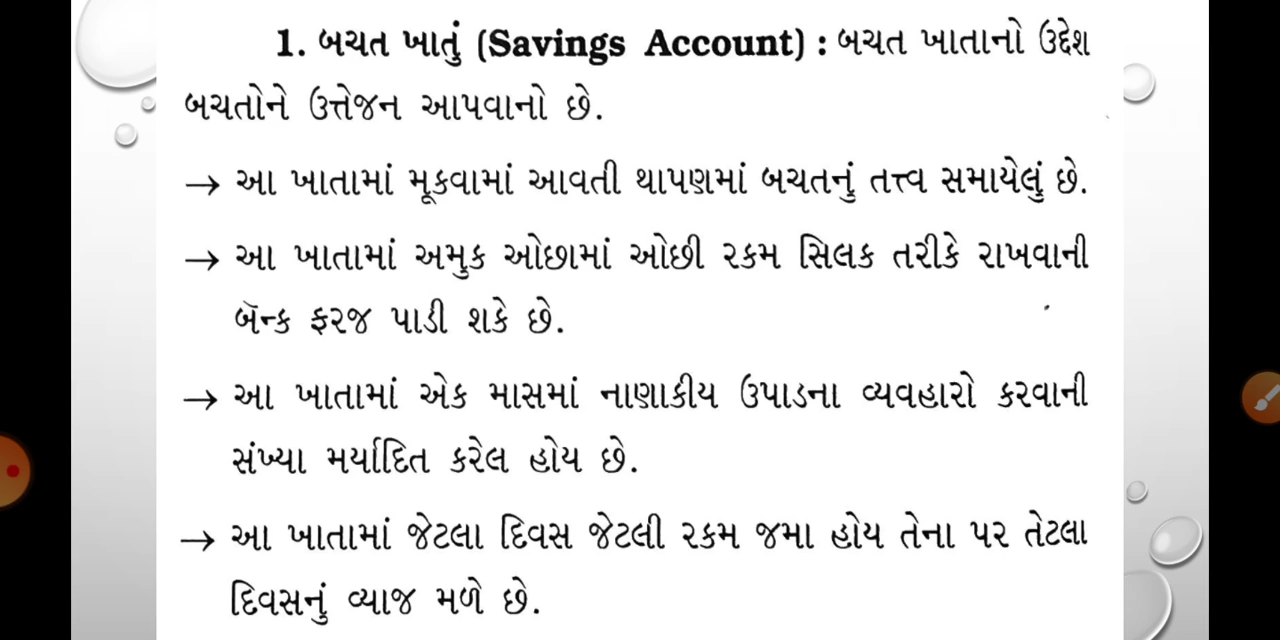 1. બચત ખાતું (Savings Account) : બચત ખાતાનો ઉદ્દેશ
બચતોને ઉત્તેજન આપવાનો છે.
→ આ ખાતામાં મૂકવામાં આવતી થાપણમાં બચતનું તત્ત્વ સમાયેલું છે.
→ આ ખાતામાં અમુક ઓછામાં ઓછી રકમ સિલક તરીકે રાખવાની
બૅન્ક ફરજ પાડી શકે છે.
→ આ ખાતામાં એક માસમાં નાણાકીય ઉપાડના વ્યવહારો કરવાની
સંખ્યા મર્યાદિત કરેલ હોય છે.
→ આ ખાતામાં જેટલા દિવસ જેટલી રકમ જમા હોય તેના પર તેટલા
દિવસનું વ્યાજ મળે છે.